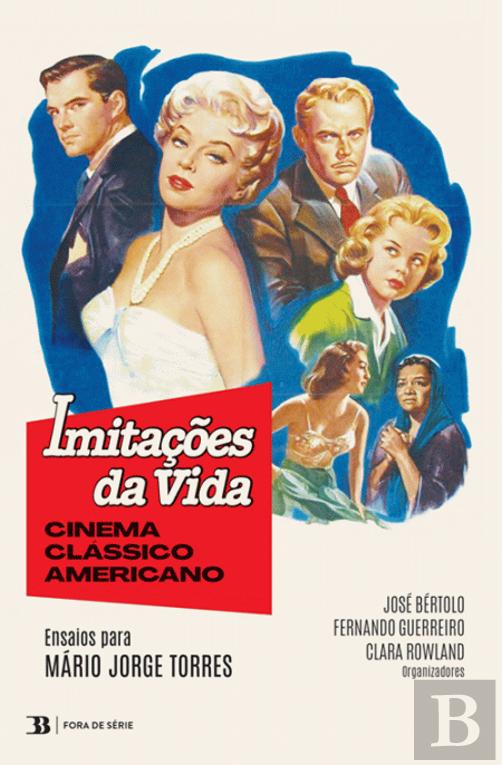 Imitações
da Vida
CINEMA
CLÁSSICO
AMERICANO
Ensaios para
MÁRIO JORGE TORRES
JOSÉ BÉRTOLO
FERNANDO GUERREIRO
CLARA ROWLAND
Organizadores
B | FORA DE SÉRIE
B